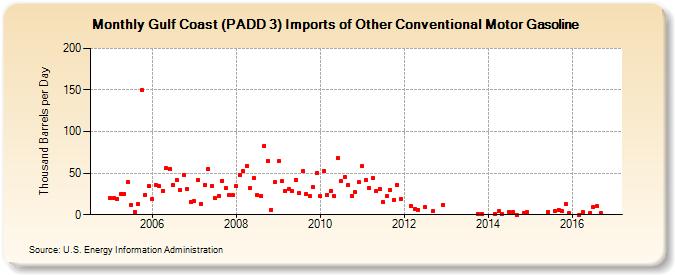 Monthly Gulf Coast (PADD 3) Imports of Other Conventional Motor Gasoline
Thousand Barrels per Day
200
150
100
50
0
2006 2008 2010 2012 2014 2016
Source: U.S. Energy Information Administration